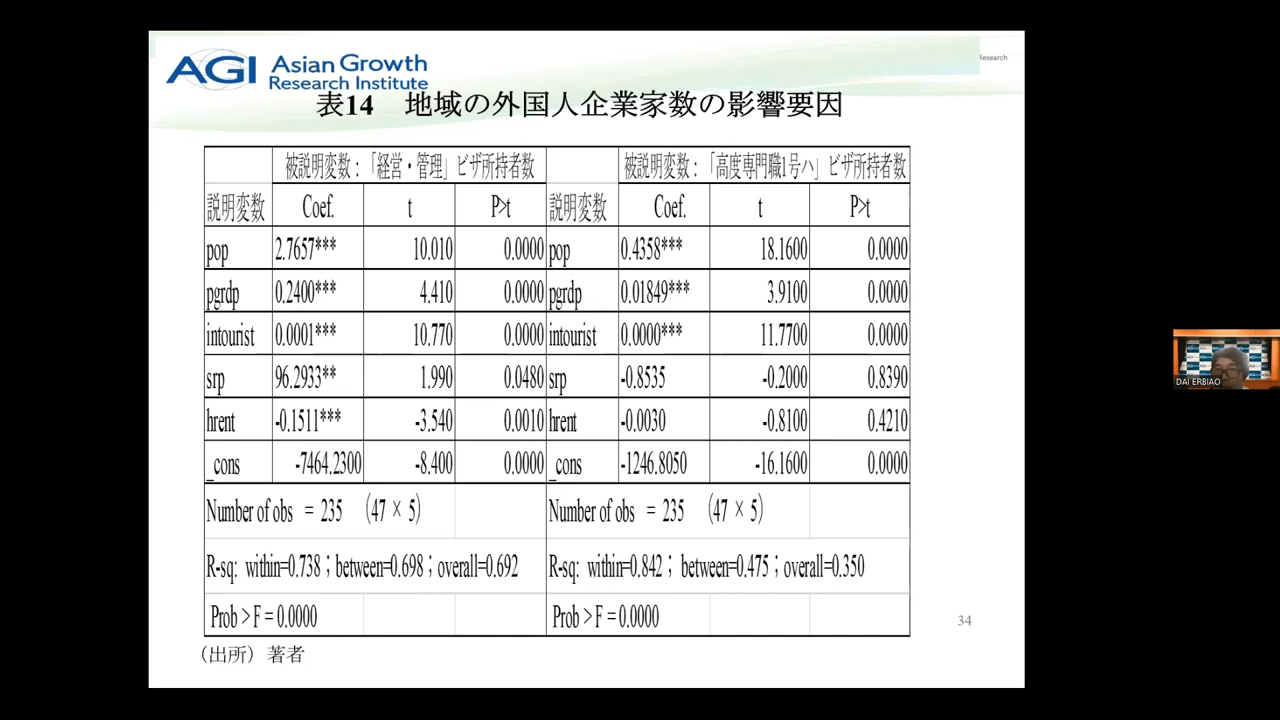 AGI Asian Growth
Research Institute
Research
表14 地域の外国人企業家数の影響要因
被説明変数：「経営・管理」ビザ所持者数 被説明変数：「高度専門職1号ハ」ビザ所持者数
説明変数 Coef. t P>t 説明変数 Coef. t P>t
pop 2.7657*** 10.010 0.0000 pop 0.4358*** 18.1600 0.0000
pgrdp 0.2400*** 4.410 0.0000 pgrdp 0.01849*** 3.9100 0.0000
intourist 0.0001*** 10.770 0.0000 intourist 0.0000*** 11.7700 0.0000
srp 96.2933** 1.990 0.0480 srp -0.8535 -0.2000 0.8390
hrent -0.1511*** -3.540 0.0010 hrent -0.0030 -0.8100 0.4210
_cons -7464.2300 -8.400 0.0000 _cons -1246.8050 -16.1600 0.0000
Number of obs = 235 (47 × 5) Number of obs = 235 (47 × 5)
R-sq: within=0.738；between=0.698；overall=0.692 R-sq: within=0.842； between=0.475；overall=0.350
Prob > F = 0.0000 Prob > F = 0.0000
（出所）著者
34
DAI ERBIAO